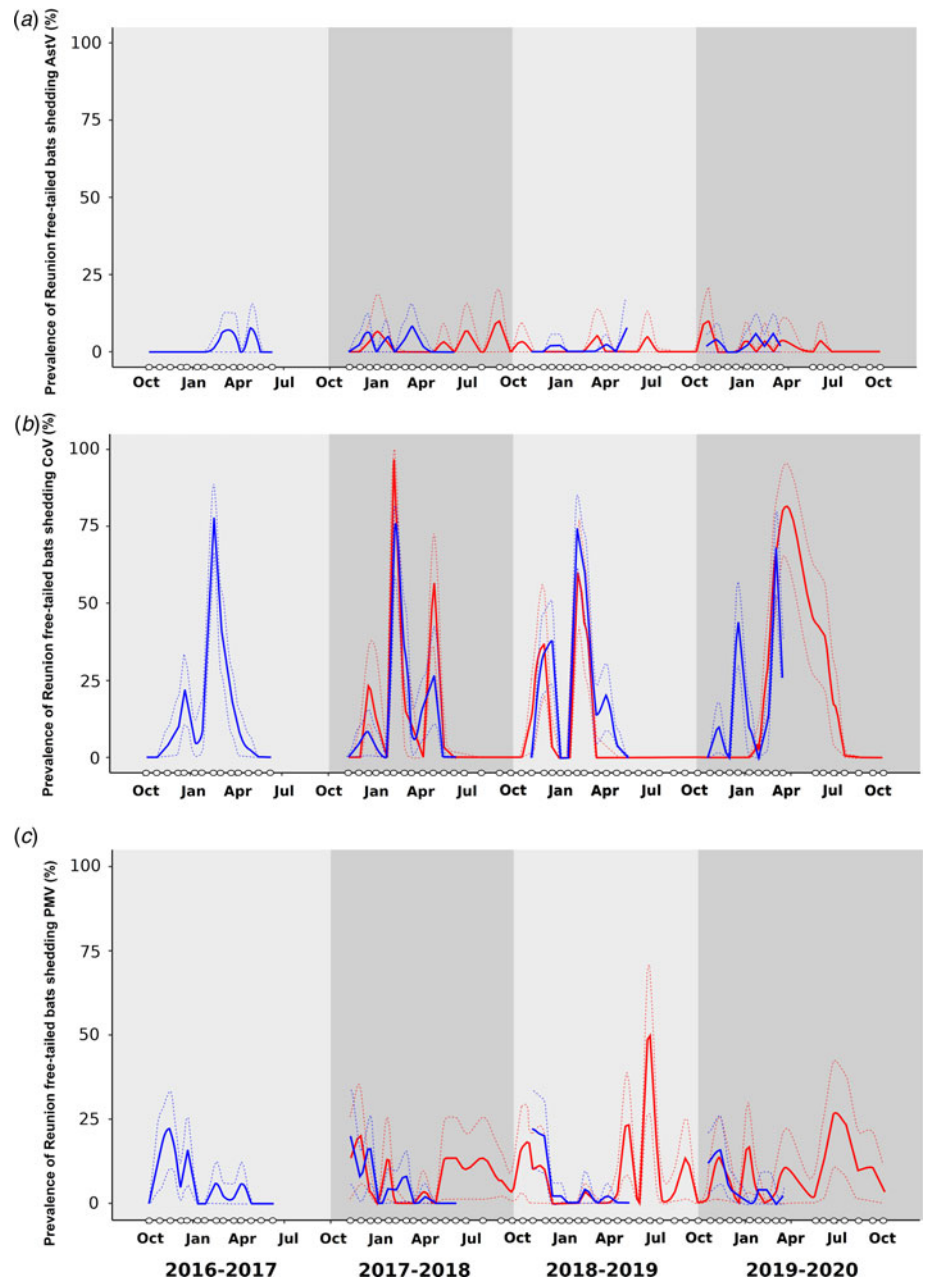 (a)
Prevalence of Reunion free-tailed bats shedding AstV (%)
100
75
50
25
0
Oct Jan Apr Jul Oct Jan Apr Jul Oct Jan Apr Jul Oct Jan Apr Jul Oct
(b)
Prevalence of Reunion free-tailed bats shedding CoV (%)
100
75
50
25
0
Oct Jan Apr Jul Oct Jan Apr Jul Oct Jan Apr Jul Oct Jan Apr Jul Oct
(c)
Prevalence of Reunion free-tailed bats shedding PMV (%)
100
75
50
25
0
Oct Jan Apr Jul Oct Jan Apr Jul Oct Jan Apr Jul Oct Jan Apr Jul Oct
2016-2017 2017-2018 2018-2019 2019-2020